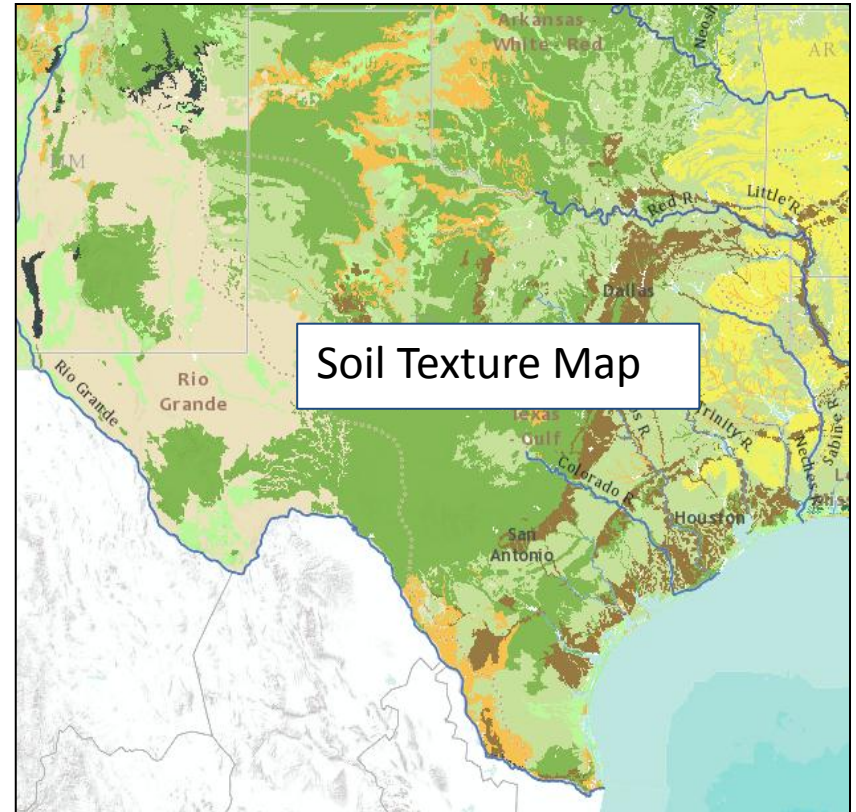 Arkansas
White - Red
Neosh
AR
NM
Red R.
Little R.
Dallas
Soil Texture Map
Rio Grande
Rio
Grande
Texas
Gulf
s R
Trinity R
Neches R.
Sabine R
Colorado R
Houston
San
Antonio